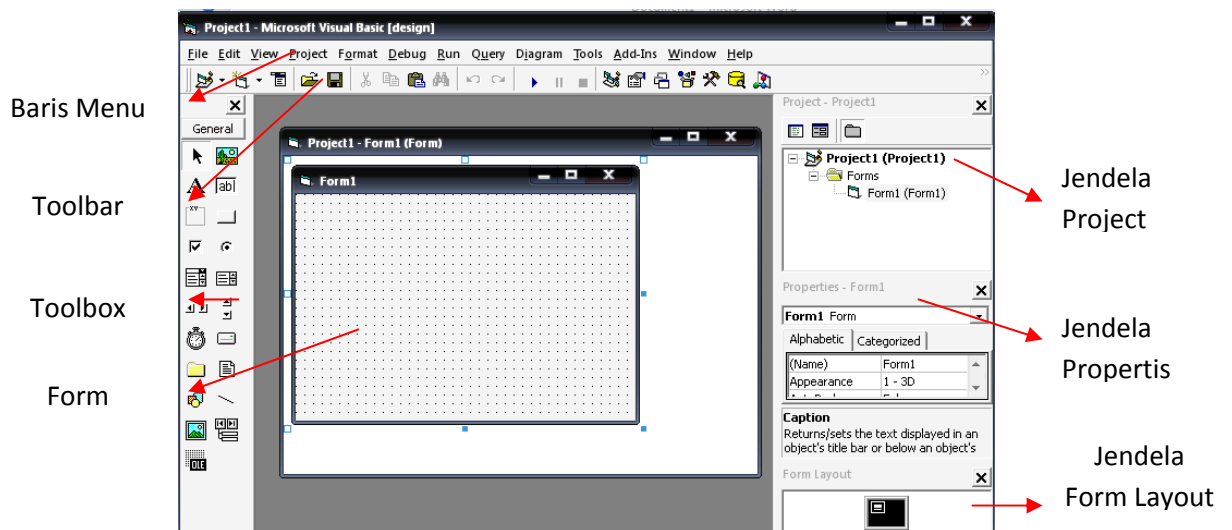 Project1 - Microsoft Visual Basic [design]
File Edit View Project Format Debug Run Query Diagram Tools Add-Ins Window Help
Baris Menu
Toolbar
Toolbox
Form
General
A
ab|
XY
OLE
Project1 - Form1 (Form)
Form1
Project - Project1
Project1 (Project1)
Forms
Form1 (Form1)
Properties - Form1
Form1 Form
Alphabetic Categorized
(Name) Form1
Appearance 1 - 3D
Caption
Returns/sets the text displayed in an
object's title bar or below an object's
Form Layout
Jendela
Project
Jendela
Propertis
Jendela
Form Layout